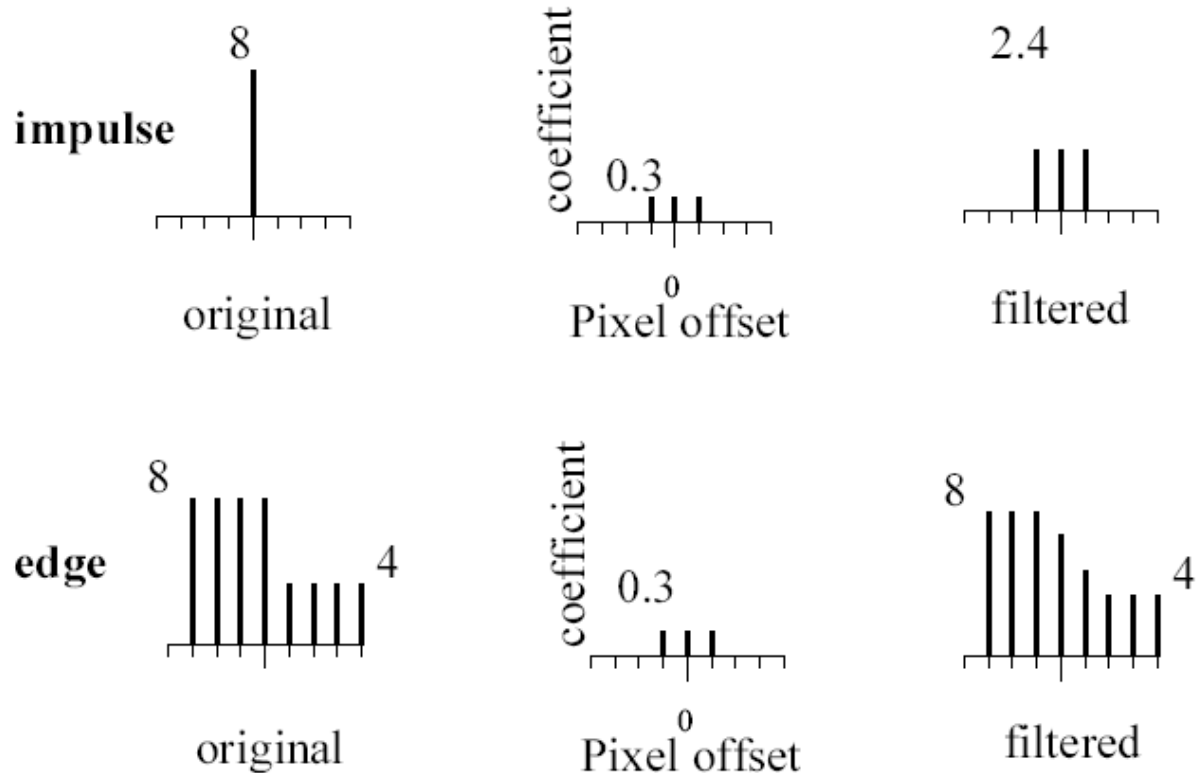 8
impulse
original
coefficient
0.3
0
Pixel offset
2.4
filtered
8
edge
4
original
coefficient
0.3
0
Pixel offset
8
4
filtered